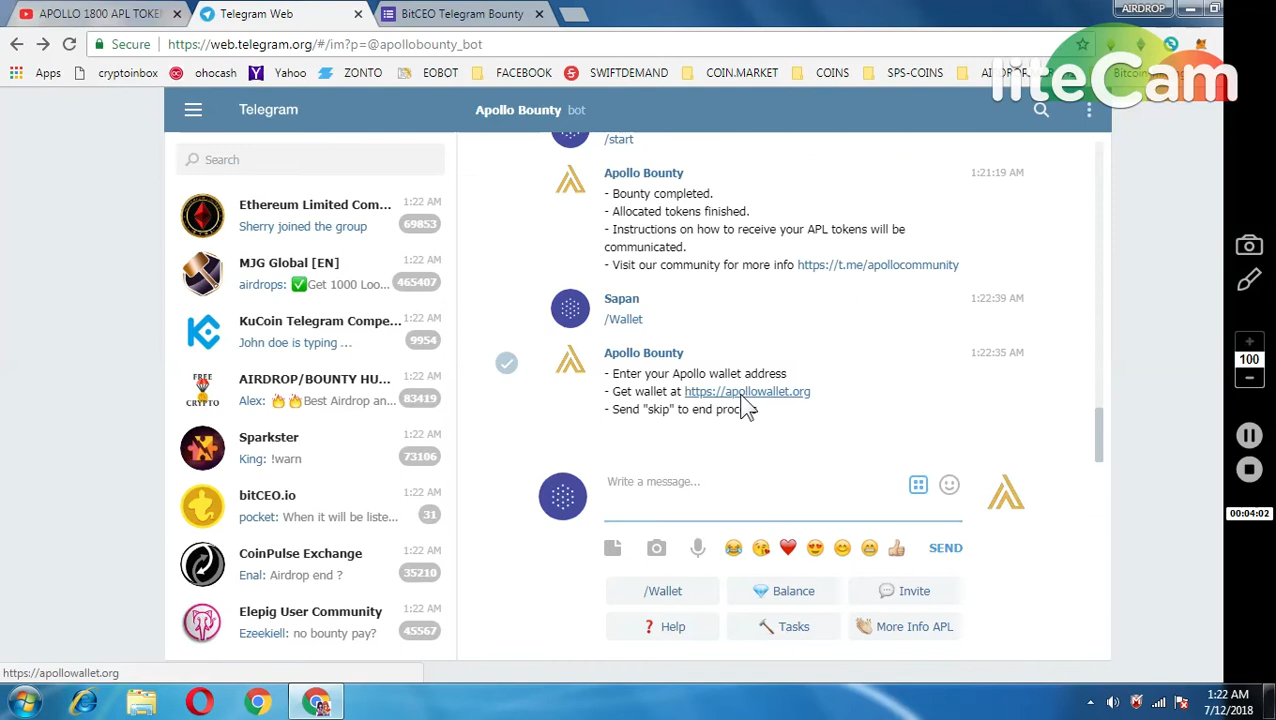 APOLLO 1800 APL TOKEN
Telegram Web
BitCEO Telegram Bounty
AIRDROP
Secure
https://web.telegram.org/#/im?p=@apollobounty_bot
Apps
cryptoinbox
ohocash
Yahoo
ZONE
EOBOT
FACEBOOK
SWIFTDEMAND
COIN.MARKET
COINS
SPS-COINS
liteCam
Telegram
Apollo Bounty bot
Search
Ethereum Limited Com...
1:22 AM
Sherry joined the group
69853
MJG Global [EN]
1:22 AM
airdrops: ✅Get 1000 Loo...
465407
KuCoin Telegram Compe...
1:22 AM
John doe is typing ...
9954
FREE
CRYPTO
AIRDROP/BOUNTY HU...
1:22 AM
Alex: 🔥🔥Best Airdrop an...
83419
Sparkster
1:22 AM
King: !warn
73106
bitCEO.io
1:22 AM
pocket: When it will be liste...
31
CoinPulse Exchange
1:22 AM
Enal: Airdrop end ?
35210
Elepig User Community
1:22 AM
Ezeekiell: no bounty pay?
45567
/start
Apollo Bounty
1:21:19 AM
- Bounty completed.
- Allocated tokens finished.
- Instructions on how to receive your APL tokens will be
communicated.
- Visit our community for more info https://t.me/apollocommunity
Sapan
1:22:39 AM
/Wallet
Apollo Bounty
1:22:35 AM
- Enter your Apollo wallet address
- Get wallet at https://apollowallet.org
- Send "skip" to end
Write a message...
SEND
/Wallet
💎 Balance
💬 Invite
❓ Help
🔨 Tasks
👏 More Info APL
100
00:04:02
https://apollowallet.org
1:22 AM
7/12/2018